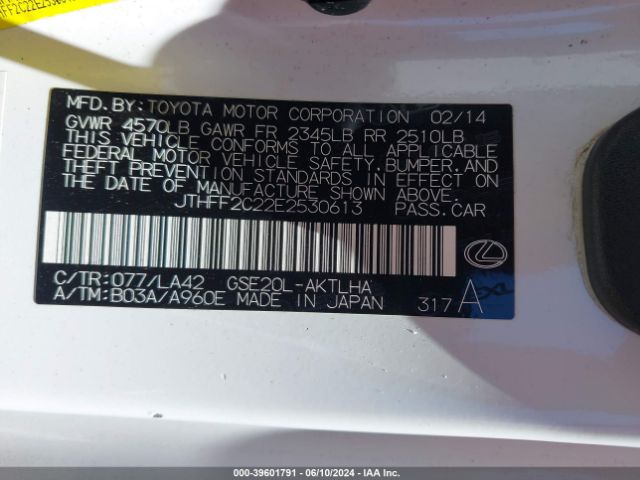 MFD. BY: TOYOTA MOTOR CORPORATION 02/14
GVWR 4570LB GAWR FR 2345LB RR 2510LB
THIS VEHICLE CONFORMS TO ALL APPLICABLE
FEDERAL MOTOR VEHICLE SAFETY, BUMPER, AND
THEFT PREVENTION STANDARDS IN EFFECT ON
THE DATE OF MANUFACTURE SHOWN ABOVE.
JTHFF2C22E2530613 PASS. CAR
C/TR: 077/LA42 GSE20L-AKTLHA
A/TM: B03A/A960E MADE IN JAPAN 317 A
000-39601791 - 06/10/2024 - IAA Inc.